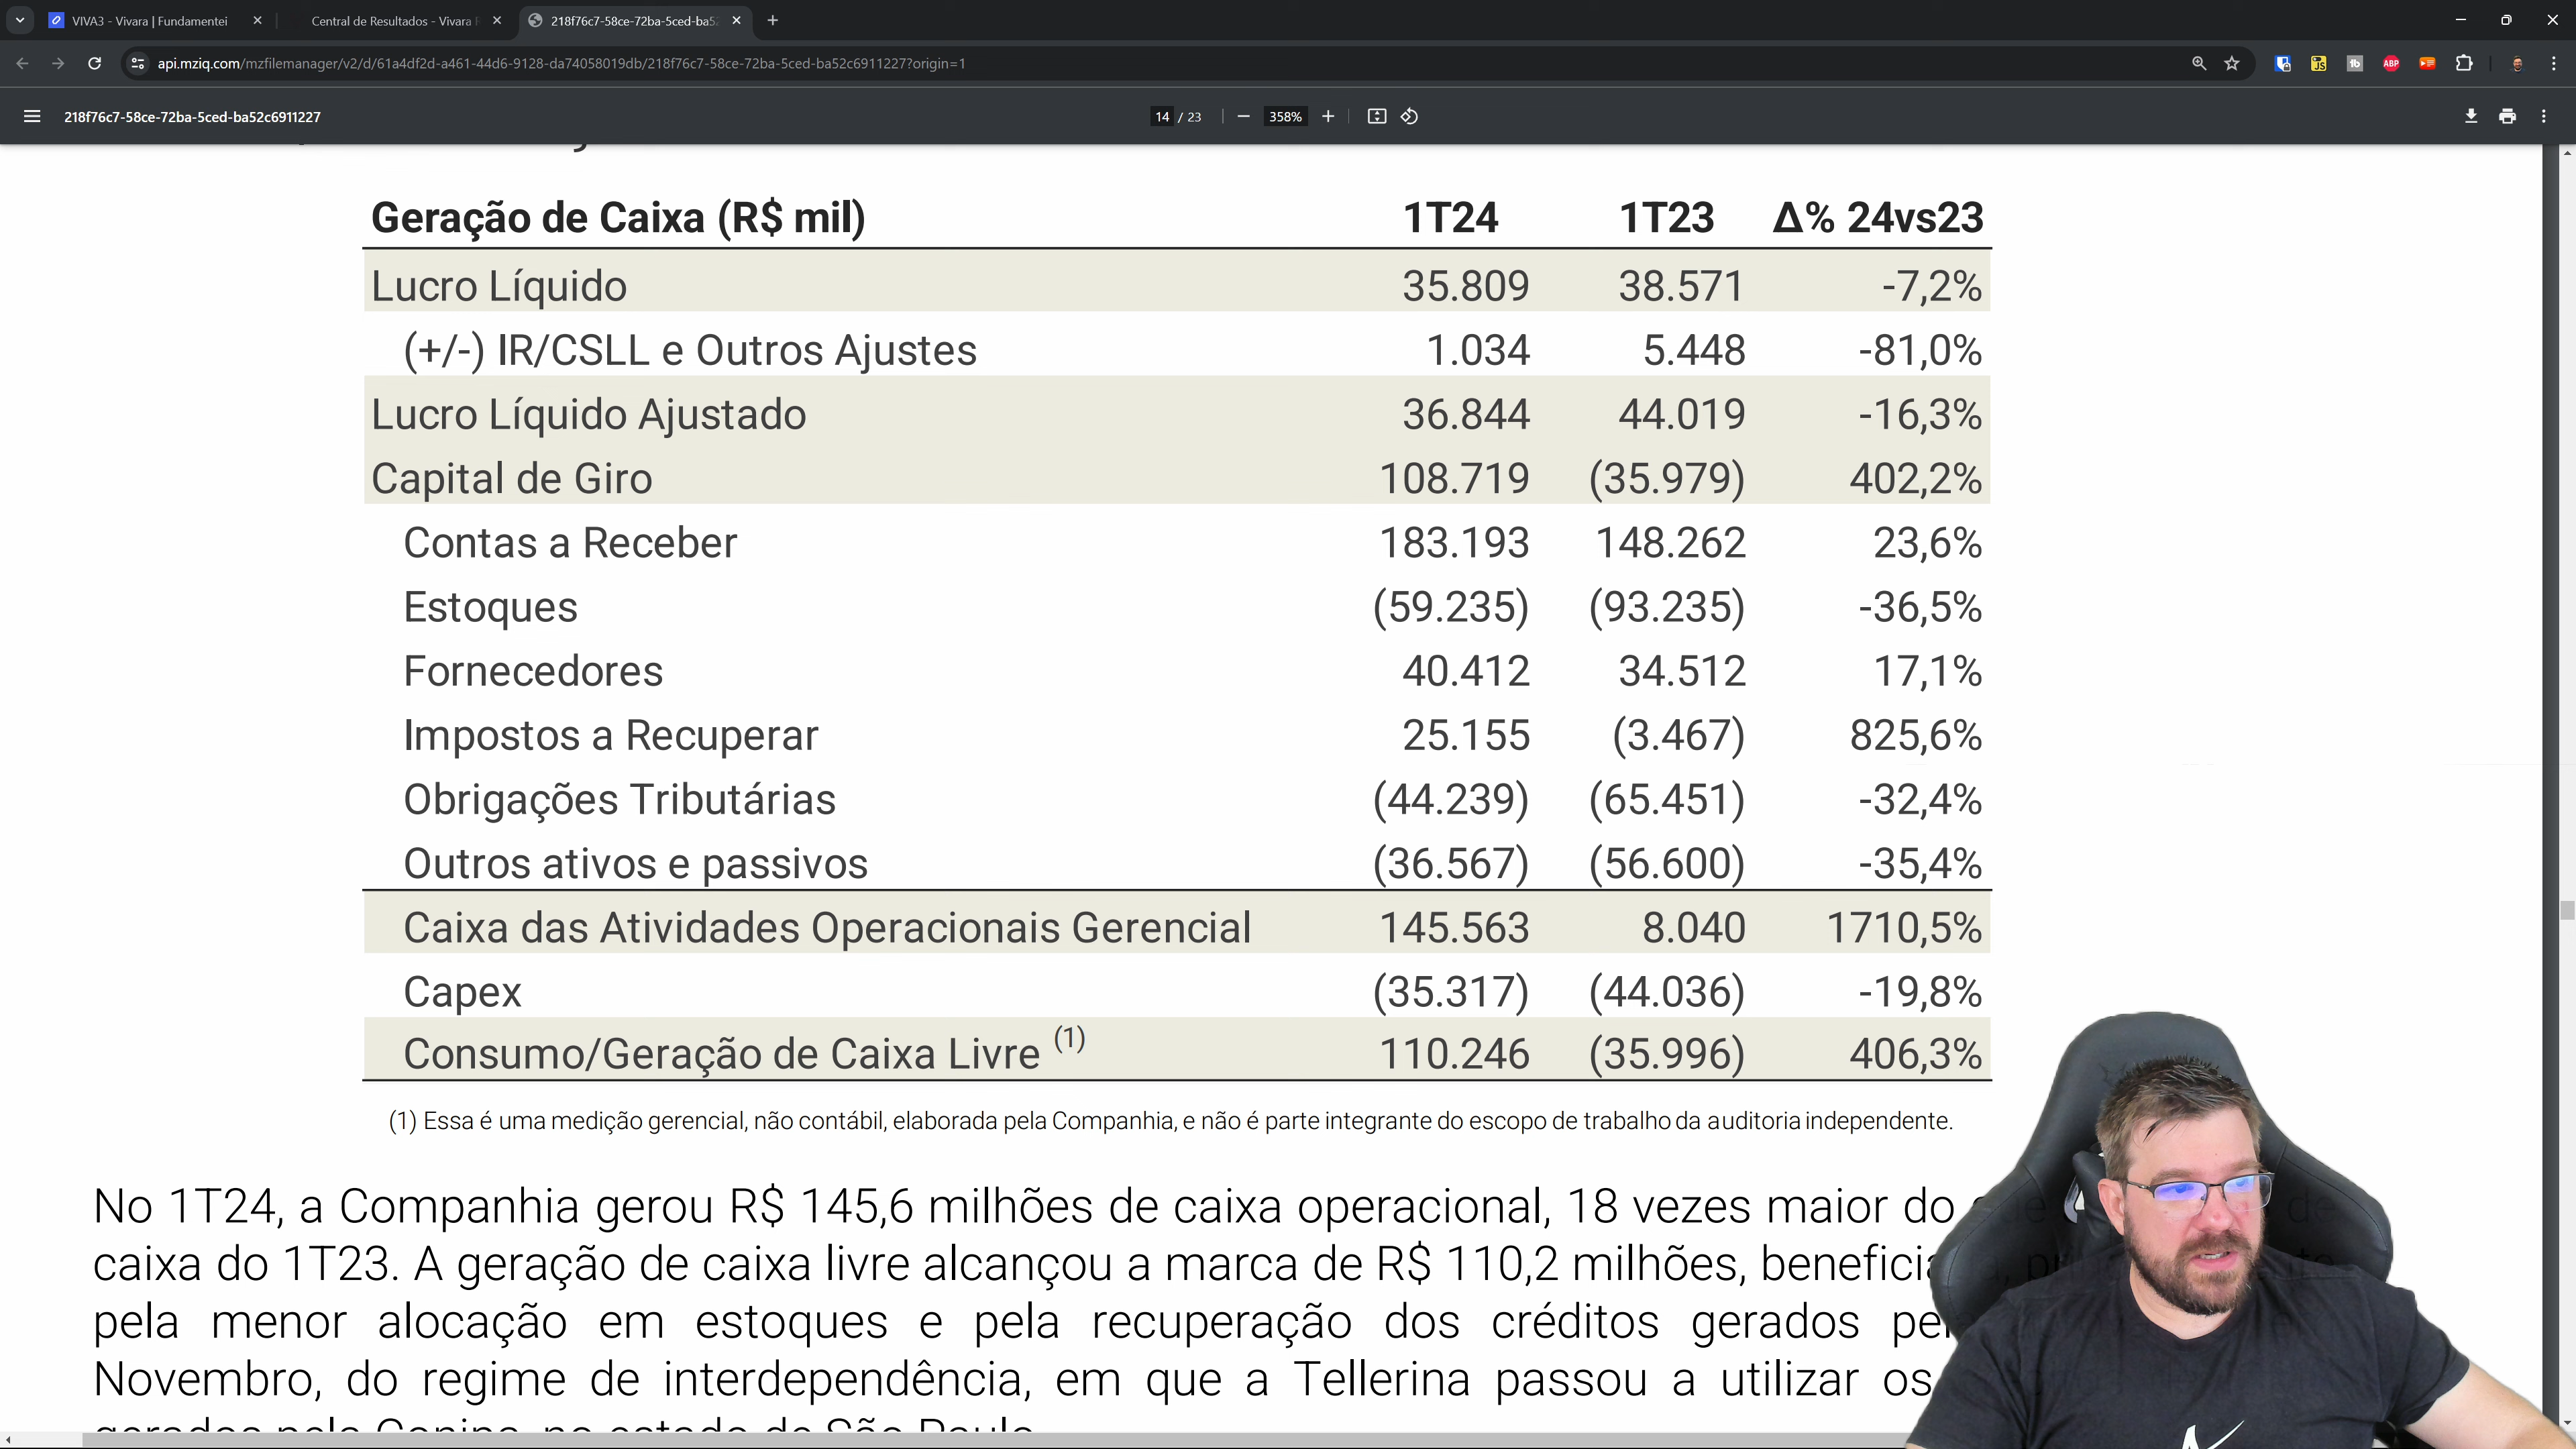 VIVA3 - Vivara | Fundamentei
Central de Resultados - Vivara
218f76c7-58ce-72ba-5ced-ba52
api.mziq.com/mzfilemanager/v2/d/61a4df2d-a461-44d6-9128-da74058019db/218f76c7-58ce-72ba-5ced-ba52c6911227?origin=1
218f76c7-58ce-72ba-5ced-ba52c6911227
14 / 23
358%
Geração de Caixa (R$ mil) 1T24 1T23 Δ% 24vs23
Lucro Líquido 35.809 38.571 -7,2%
(+/-) IR/CSLL e Outros Ajustes 1.034 5.448 -81,0%
Lucro Líquido Ajustado 36.844 44.019 -16,3%
Capital de Giro 108.719 (35.979) 402,2%
Contas a Receber 183.193 148.262 23,6%
Estoques (59.235) (93.235) -36,5%
Fornecedores 40.412 34.512 17,1%
Impostos a Recuperar 25.155 (3.467) 825,6%
Obrigações Tributárias (44.239) (65.451) -32,4%
Outros ativos e passivos (36.567) (56.600) -35,4%
Caixa das Atividades Operacionais Gerencial 145.563 8.040 1710,5%
Capex (35.317) (44.036) -19,8%
Consumo/Geração de Caixa Livre (1) 110.246 (35.996) 406,3%
(1) Essa é uma medição gerencial, não contábil, elaborada pela Companhia, e não é parte integrante do escopo de trabalho da auditoria independente.
No 1T24, a Companhia gerou R$ 145,6 milhões de caixa operacional, 18 vezes maior do de
caixa do 1T23. A geração de caixa livre alcançou a marca de R$ 110,2 milhões,
pela menor alocação em estoques e pela recuperação dos créditos gerados
Novembro, do regime de interdependência, em que a Tellerina passou a utilizar os
gerados pela Conipa, no estado de São Paulo